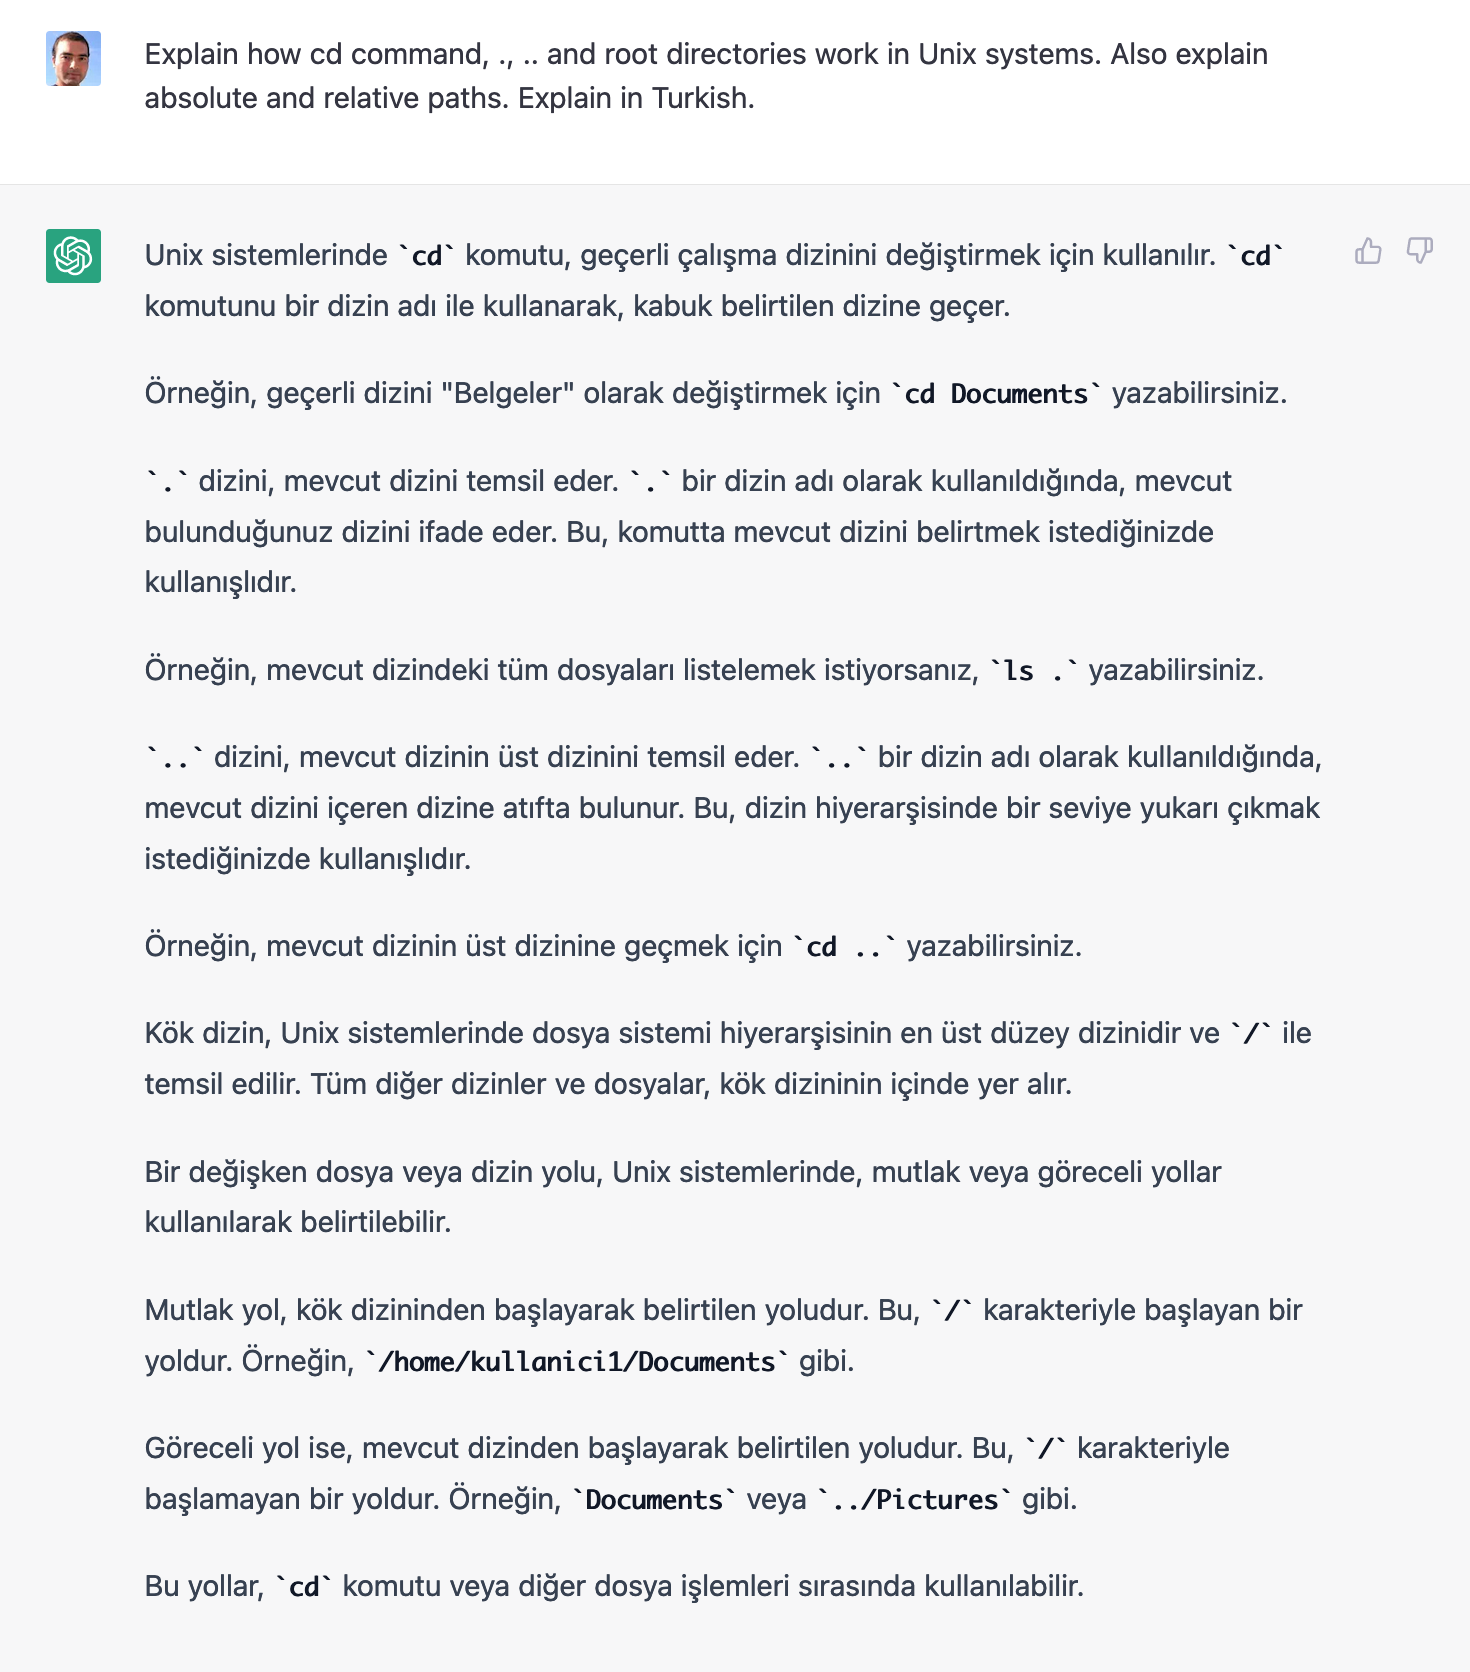 Explain how cd command, ., .. and root directories work in Unix systems. Also explain
absolute and relative paths. Explain in Turkish.
Unix sistemlerinde `cd` komutu, geçerli çalışma dizinini değiştirmek için kullanılır. `cd`
komutunu bir dizin adı ile kullanarak, kabuk belirtilen dizine geçer.
Örneğin, geçerli dizini "Belgeler" olarak değiştirmek için `cd Documents` yazabilirsiniz.
`.` dizini, mevcut dizini temsil eder. `.` bir dizin adı olarak kullanıldığında, mevcut
bulunduğunuz dizini ifade eder. Bu, komutta mevcut dizini belirtmek istediğinizde
kullanışlıdır.
Örneğin, mevcut dizindeki tüm dosyaları listelemek istiyorsanız, `ls .` yazabilirsiniz.
`..` dizini, mevcut dizinin üst dizinini temsil eder. `..` bir dizin adı olarak kullanıldığında,
mevcut dizini içeren dizine atıfta bulunur. Bu, dizin hiyerarşisinde bir seviye yukarı çıkmak
istediğinizde kullanışlıdır.
Örneğin, mevcut dizinin üst dizinine geçmek için `cd ..` yazabilirsiniz.
Kök dizin, Unix sistemlerinde dosya sistemi hiyerarşisinin en üst düzey dizinidir ve `/` ile
temsil edilir. Tüm diğer dizinler ve dosyalar, kök dizininin içinde yer alır.
Bir değişken dosya veya dizin yolu, Unix sistemlerinde, mutlak veya göreceli yollar
kullanılarak belirtilebilir.
Mutlak yol, kök dizininden başlayarak belirtilen yoludur. Bu, `/` karakteriyle başlayan bir
yoldur. Örneğin, `/home/kullanici1/Documents` gibi.
Göreceli yol ise, mevcut dizinden başlayarak belirtilen yoludur. Bu, `/` karakteriyle
başlamayan bir yoldur. Örneğin, `Documents` veya `../Pictures` gibi.
Bu yollar, `cd` komutu veya diğer dosya işlemleri sırasında kullanılabilir.